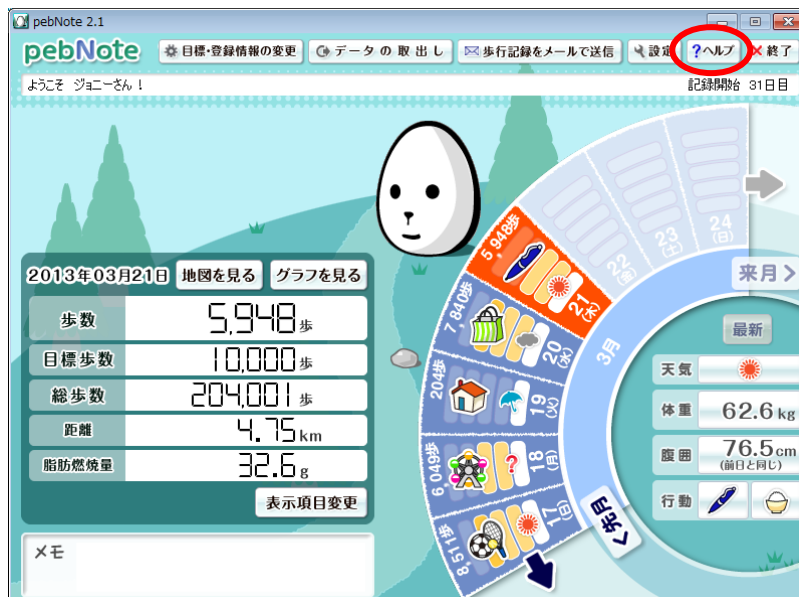 pebNote 2.1
pebNote 目標・登録情報の変更 データの取出し 歩行記録をメールで送信 設定 ?ヘルプ 終了
ようこそ ジョニーさん! 記録開始 31日目
24
(日)
23
(土)
22
(金)
5,948歩
21
(木)
7,840歩
20
(水)
204歩
19
(火)
6,049歩
?
18
(月)
8,511歩
17
(日)
3月
来月
<先月
2013年03月21日 地図を見る グラフを見る
歩数 5,948歩
目標歩数 10,000歩
総歩数 204,001歩
距離 4.75km
脂肪燃焼量 32.6g
表示項目変更
メモ
最新
天気
体重 62.6kg
腹囲 76.5cm
(前日と同じ)
行動